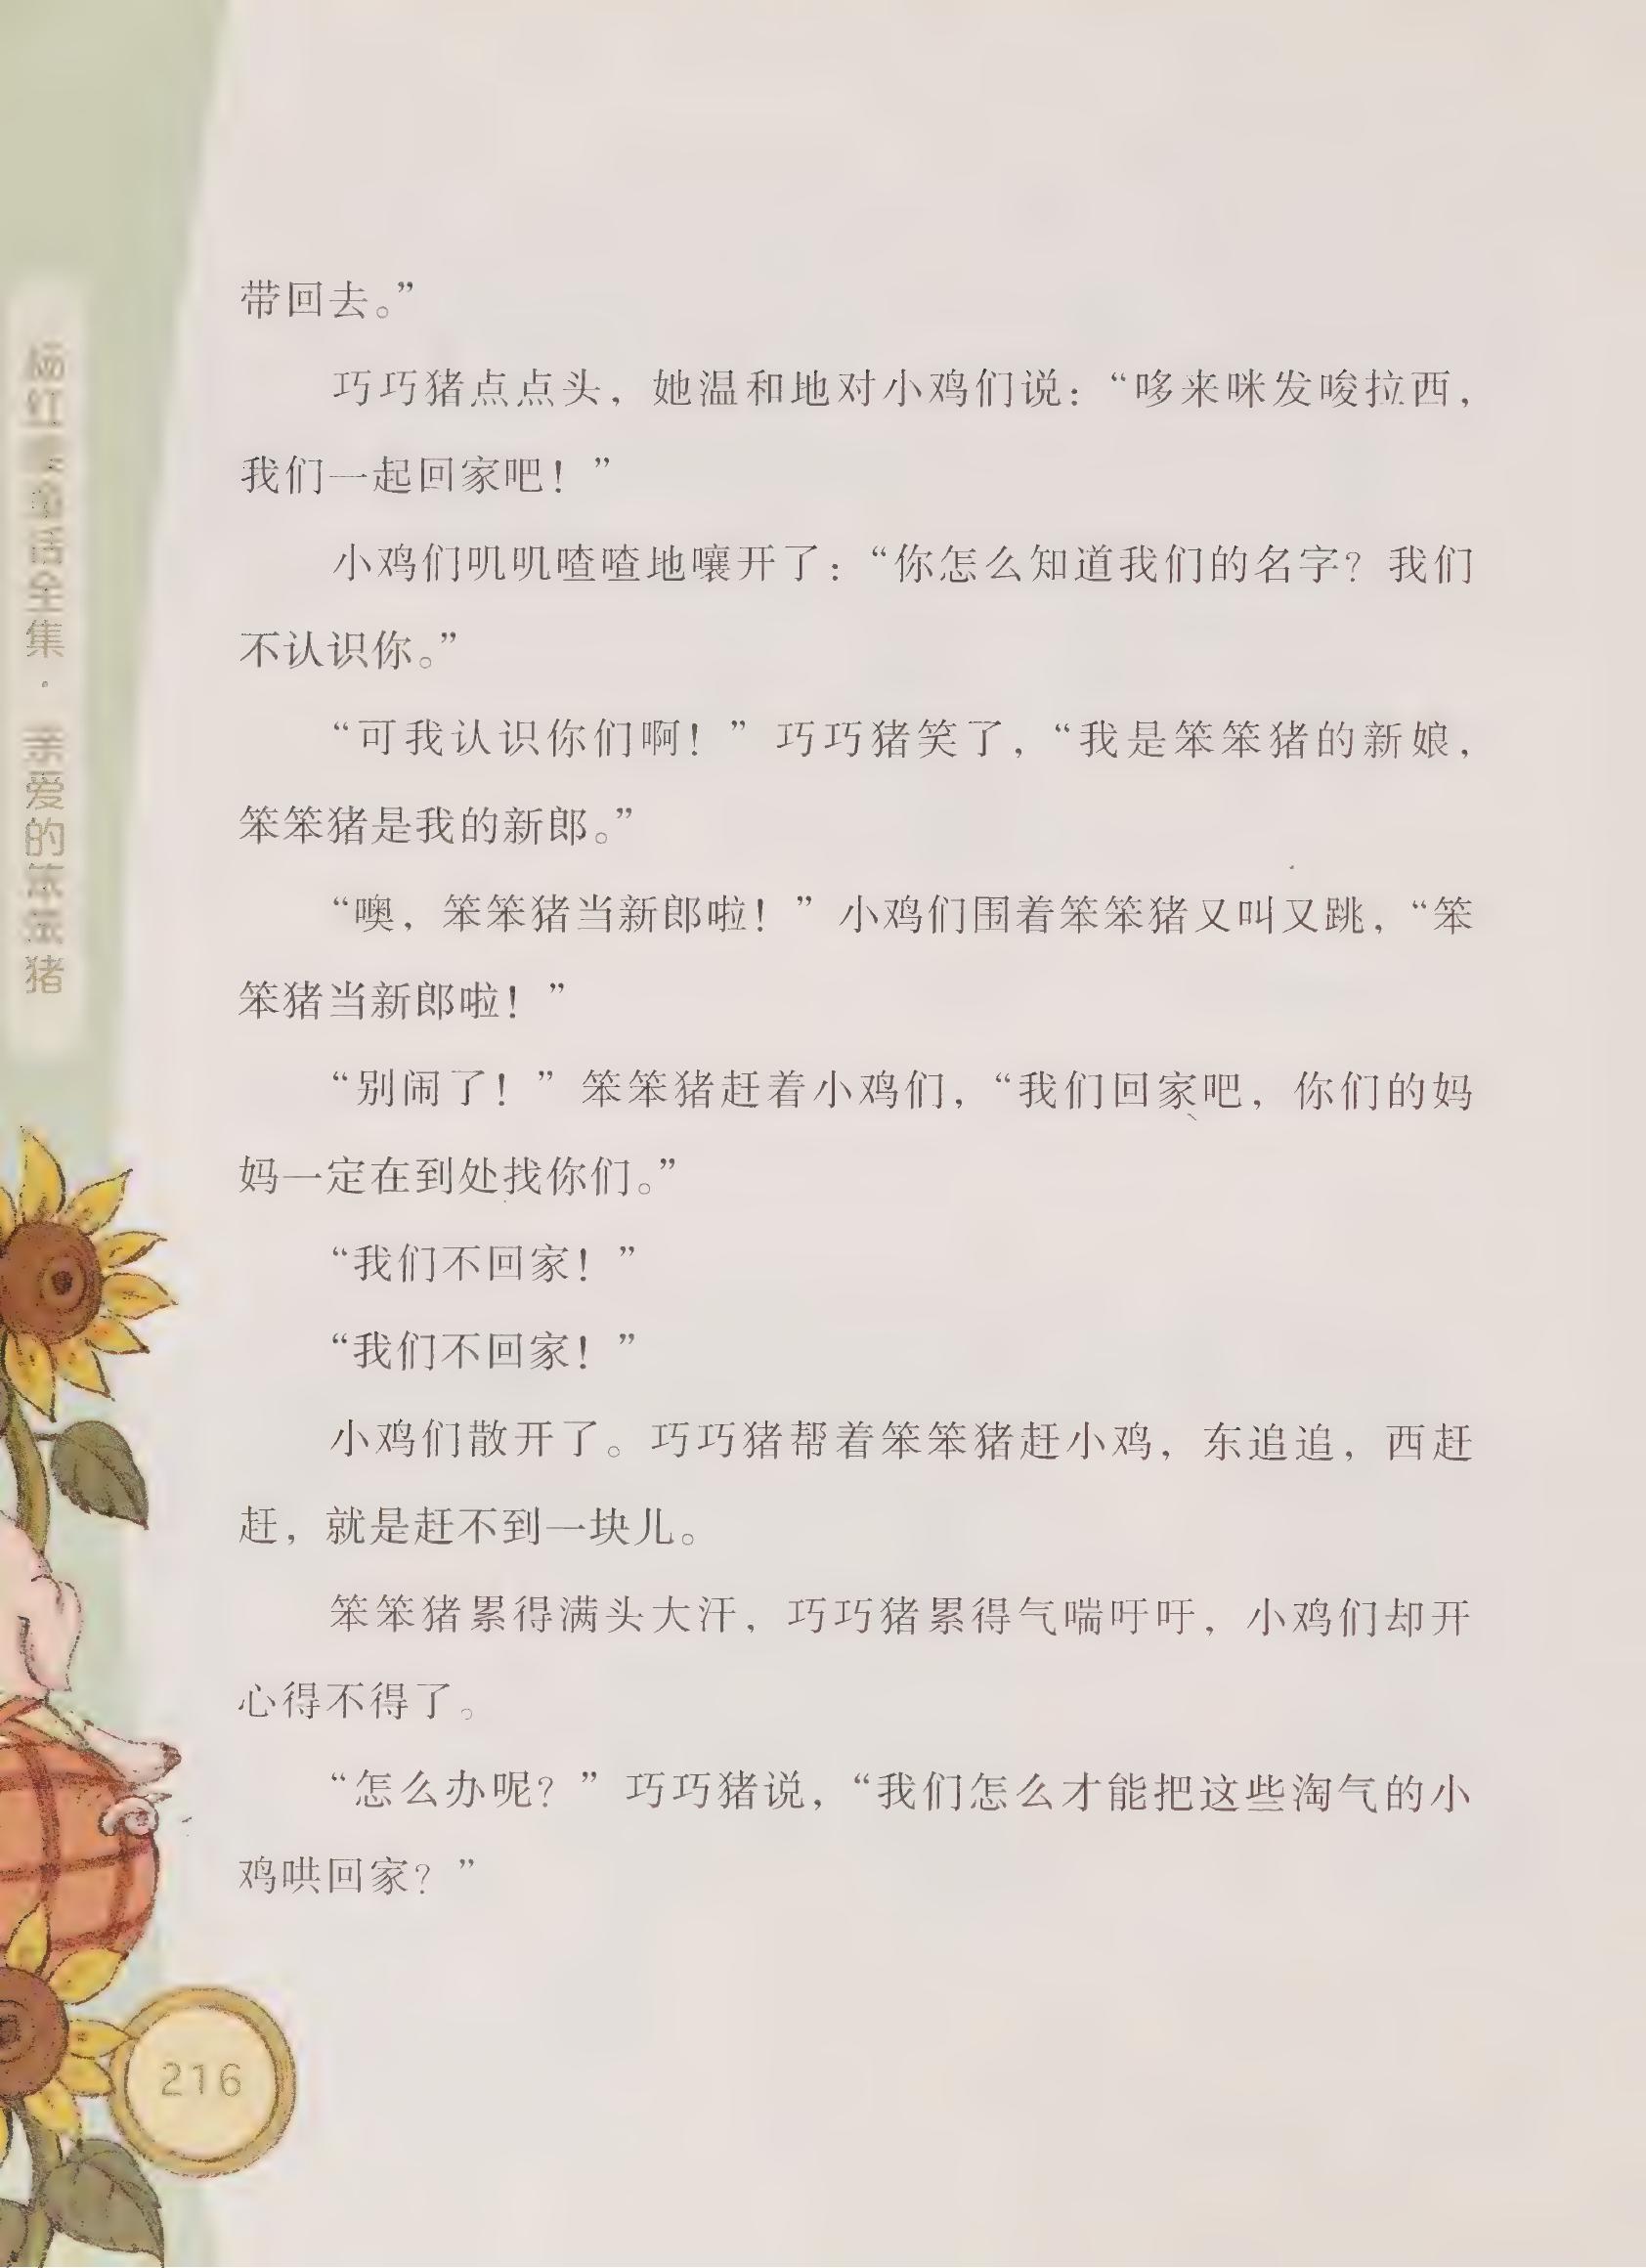 杨红樱童话全集·亲爱的笨笨猪
带回去。”
巧巧猪点点头，她温和地对小鸡们说：“哆来咪发唆拉西，
我们一起回家吧！”
小鸡们叽叽喳喳地嚷开了：“你怎么知道我们的名字？我们
不认识你。”
“可我认识你们啊！”巧巧猪笑了，“我是笨笨猪的新娘，
笨笨猪是我的新郎。”
“噢，笨笨猪当新郎啦！”小鸡们围着笨笨猪又叫又跳，“笨
笨猪当新郎啦！”
“别闹了！”笨笨猪赶着小鸡们，“我们回家吧，你们的妈
妈一定在到处找你们。”
“我们不回家！”
“我们不回家！”
小鸡们散开了。巧巧猪帮着笨笨猪赶小鸡，东追追，西赶
赶，就是赶不到一块儿。
笨笨猪累得满头大汗，巧巧猪累得气喘吁吁，小鸡们却开
心得不得了。
“怎么办呢？”巧巧猪说，“我们怎么才能把这些淘气的小
鸡哄回家？”
216